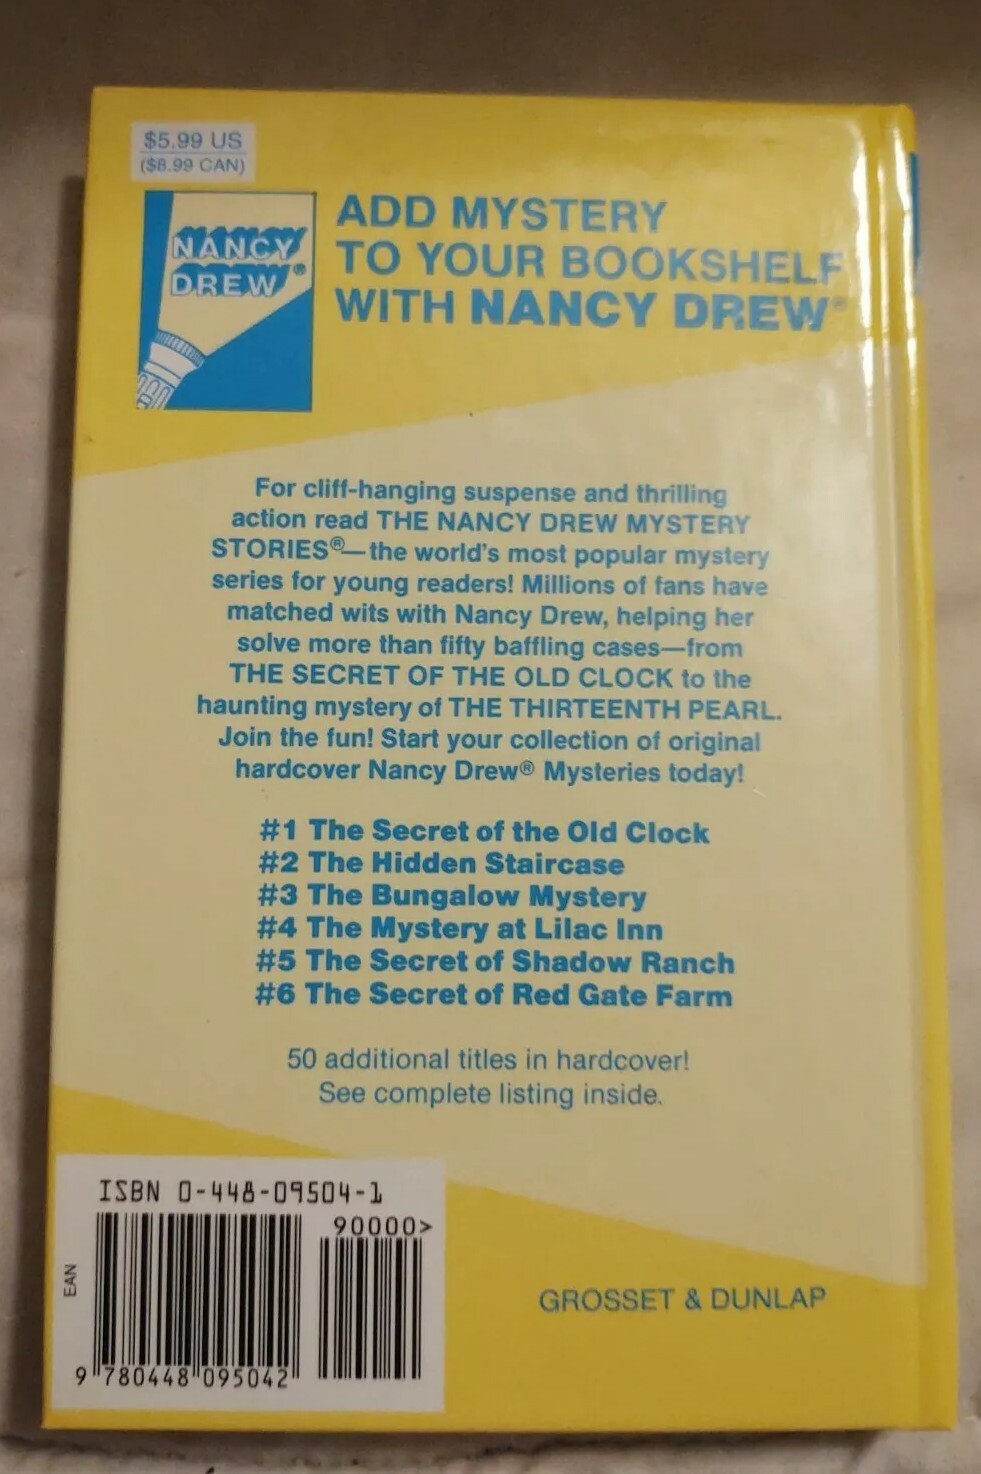 $5.99 US
($8.99 CAN)
NANCY
DREW®
ADD MYSTERY
TO YOUR BOOKSHELF
WITH NANCY DREW®
For cliff-hanging suspense and thrilling
action read THE NANCY DREW MYSTERY
STORIES®—the world's most popular mystery
series for young readers! Millions of fans have
matched wits with Nancy Drew, helping her
solve more than fifty baffling cases—from
THE SECRET OF THE OLD CLOCK to the
haunting mystery of THE THIRTEENTH PEARL.
Join the fun! Start your collection of original
hardcover Nancy Drew® Mysteries today!
#1 The Secret of the Old Clock
#2 The Hidden Staircase
#3 The Bungalow Mystery
#4 The Mystery at Lilac Inn
#5 The Secret of Shadow Ranch
#6 The Secret of Red Gate Farm
50 additional titles in hardcover!
See complete listing inside.
ISBN 0-448-09504-1
90000>
EAN
9 780448 095042
GROSSET & DUNLAP